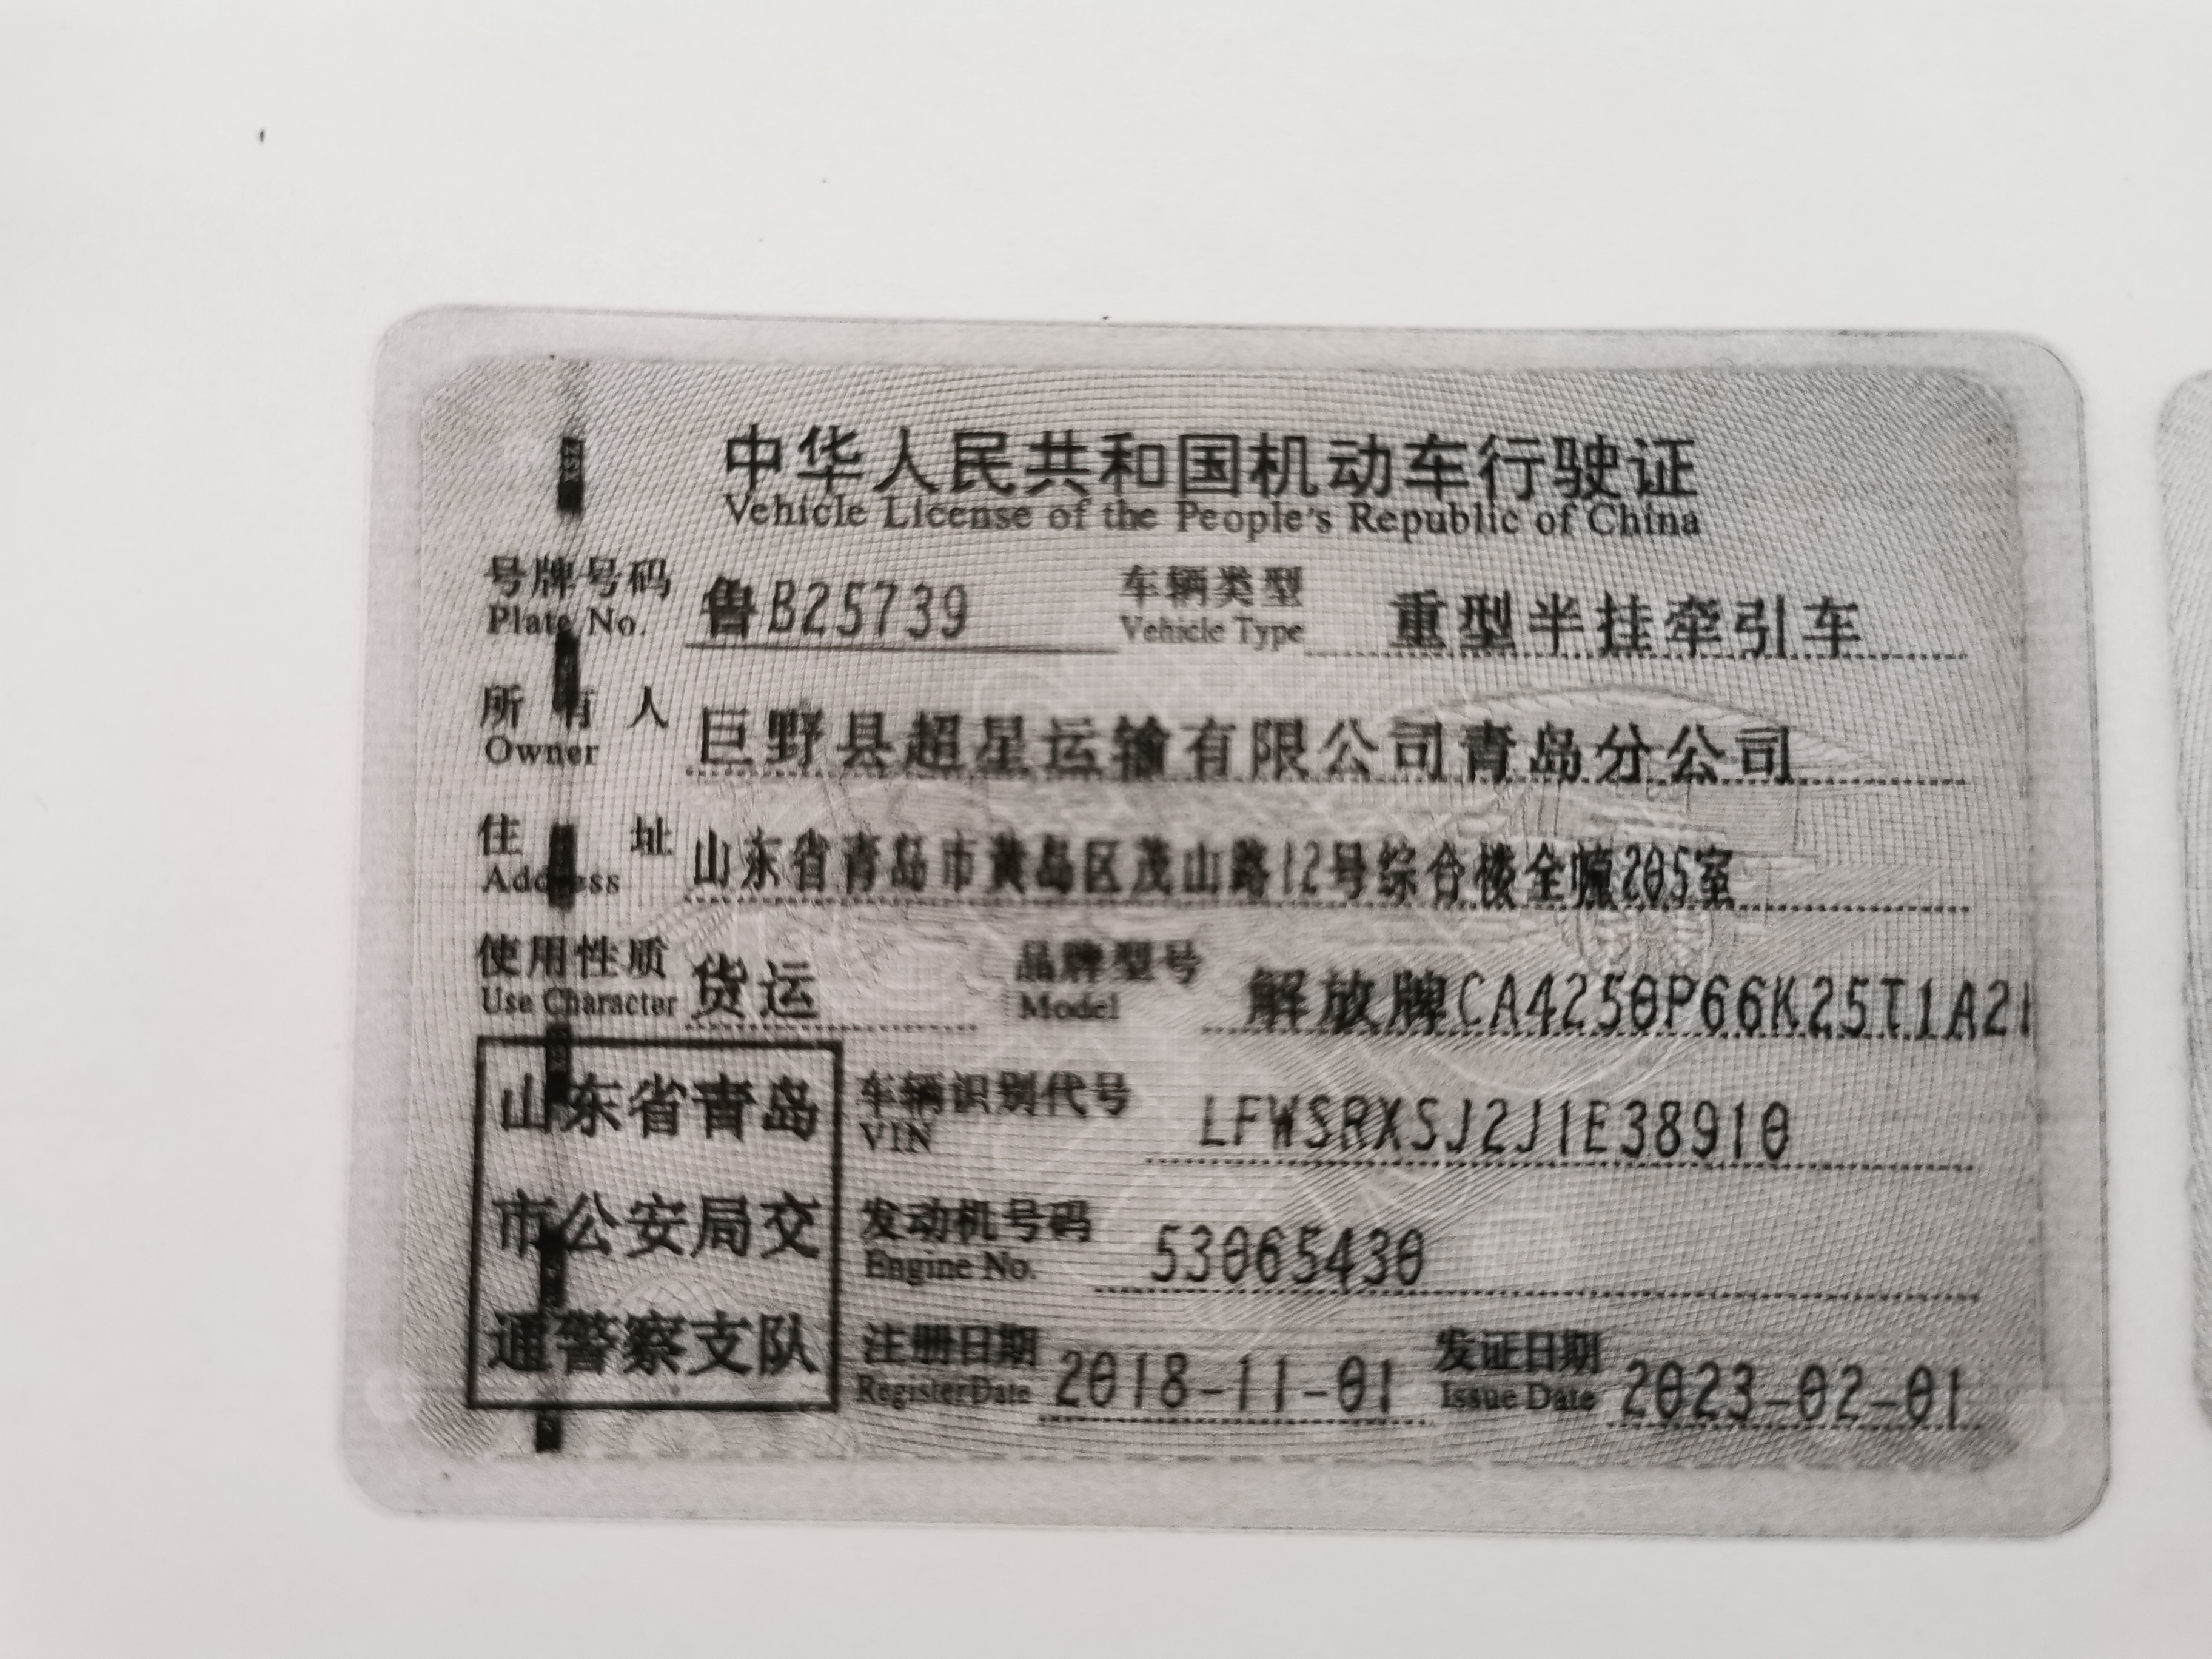 中华人民共和国机动车行驶证
Vehicle License of the People's Republic of China
号牌号码 鲁B25739 车辆类型 重型半挂牵引车
Plate No. Vehicle Type
所有人 巨野县超星运输有限公司青岛分公司
Owner
住址 山东省青岛市黄岛区茂山路12号综合楼全幢205室
Address
使用性质 货运 品牌型号 解放牌CA4250P66K25T1A2
Use Character Model
山东省青岛
市公安局交
通警察支队
车辆识别代号 LFWSRXSJ2J1E38910
VIN
发动机号码 53065430
Engine No.
注册日期 2018-11-01 发证日期 2023-02-01
Register Date Issue Date